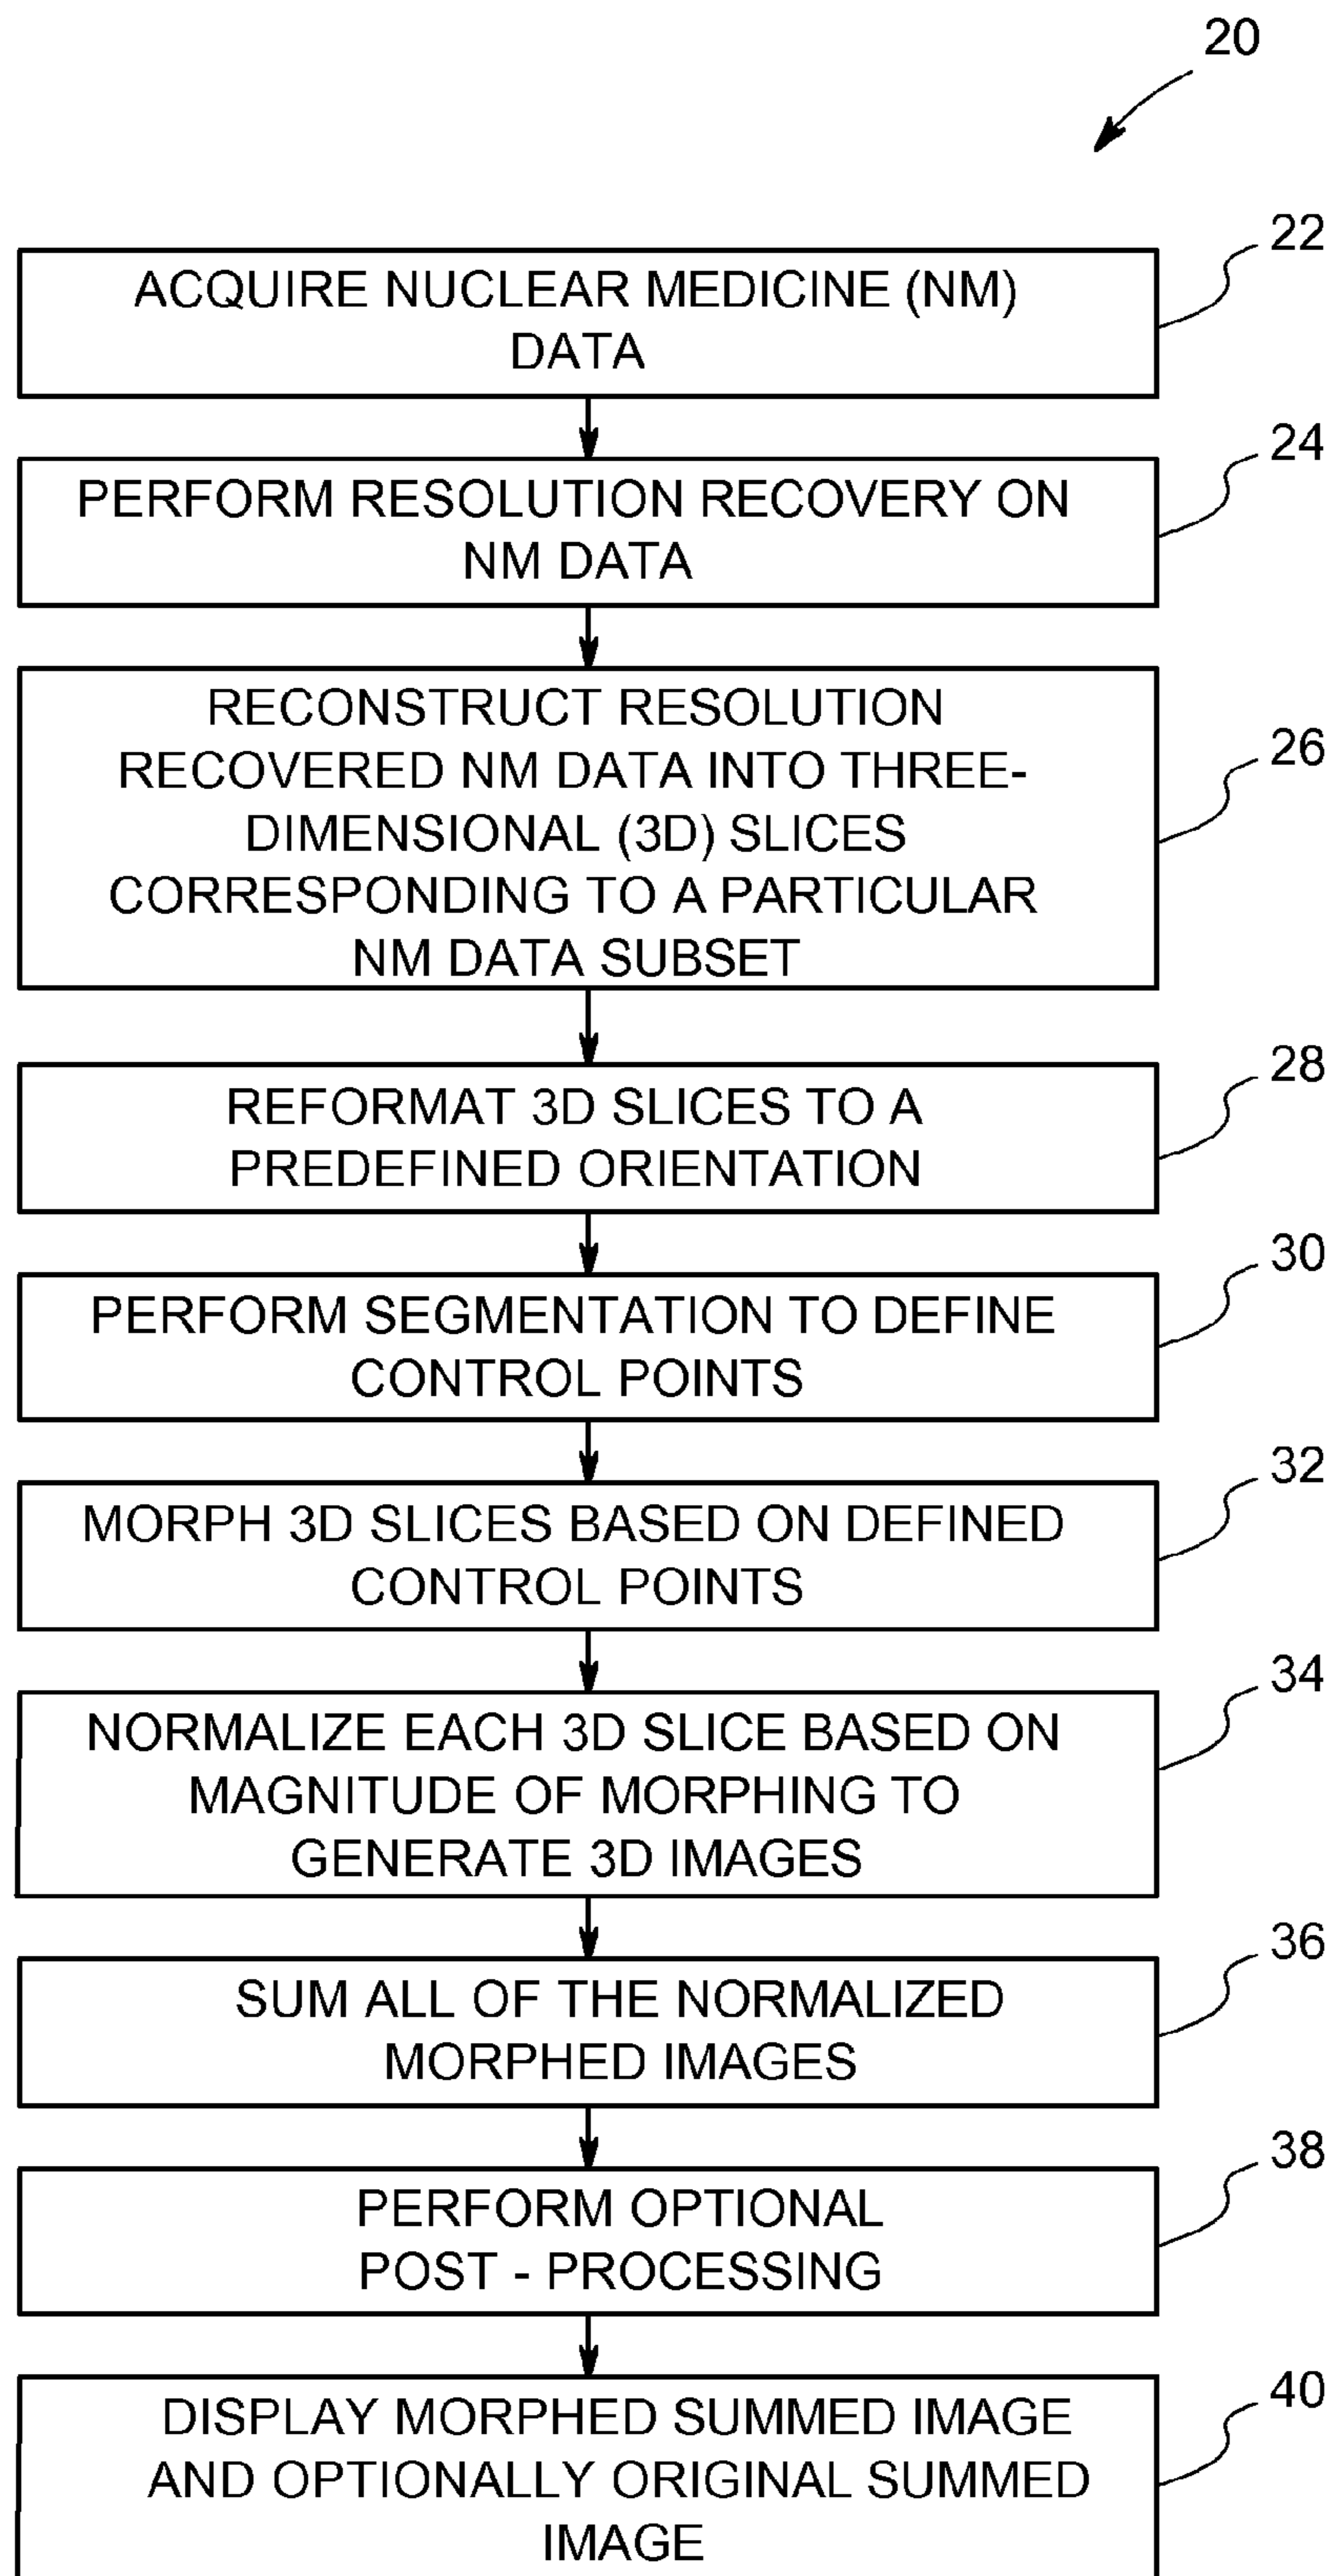 20
22
ACQUIRE NUCLEAR MEDICINE (NM)
DATA
24
PERFORM RESOLUTION RECOVERY ON
NM DATA
RECONSTRUCT RESOLUTION
26
RECOVERED NM DATA INTO THREE-
DIMENSIONAL (3D) SLICES
CORRESPONDING TO A PARTICULAR
NM DATA SUBSET
28
REFORMAT 3D SLICES TO A
PREDEFINED ORIENTATION
30
PERFORM SEGMENTATION TO DEFINE
CONTROL POINTS
32
MORPH 3D SLICES BASED ON DEFINED
CONTROL POINTS
34
NORMALIZE EACH 3D SLICE BASED ON
MAGNITUDE OF MORPHING TO
GENERATE 3D IMAGES
36
SUM ALL OF THE NORMALIZED
MORPHED IMAGES
38
PERFORM OPTIONAL
POST - PROCESSING
40
DISPLAY MORPHED SUMMED IMAGE
AND OPTIONALLY ORIGINAL SUMMED
IMAGE